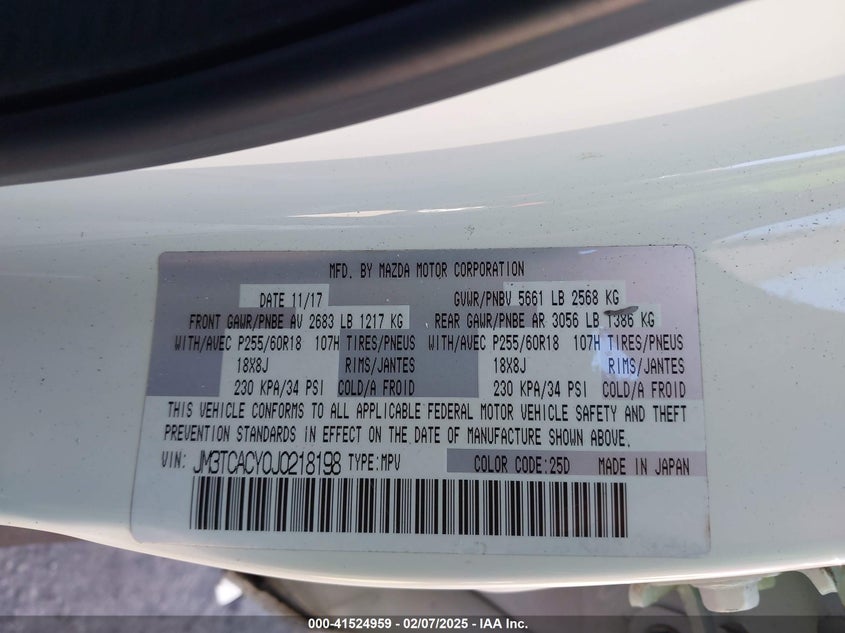 MFD. BY MAZDA MOTOR CORPORATION
DATE 11/17 GVWR/PNBV 5661 LB 2568 KG
FRONT GAWR/PNBE AV 2683 LB 1217 KG REAR GAWR/PNBE AR 3056 LB 1386 KG
WITH/AVEC P255/60R18 107H TIRES/PNEUS WITH/AVEC P255/60R18 107H TIRES/PNEUS
18X8J RIMS/JANTES 18X8J RIMS/JANTES
230 KPA/34 PSI COLD/A FROID 230 KPA/34 PSI COLD/A FROID
THIS VEHICLE CONFORMS TO ALL APPLICABLE FEDERAL MOTOR VEHICLE SAFETY AND THEFT
PREVENTION STANDARDS IN EFFECT ON THE DATE OF MANUFACTURE SHOWN ABOVE.
VIN: JM3TCACY0J0218198 TYPE:MPV COLOR CODE:25D MADE IN JAPAN
000-41524959 - 02/07/2025 - IAA Inc.